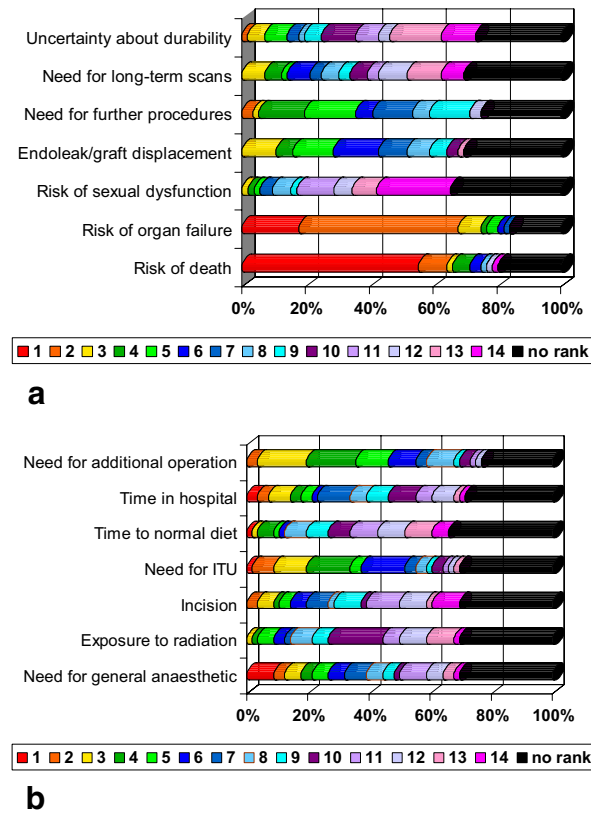 Uncertainty about durability
Need for long-term scans
Need for further procedures
Endoleak/graft displacement
Risk of sexual dysfunction
Risk of organ failure
Risk of death
0% 20% 40% 60% 80% 100%
1 2 3 4 5 6 7 8 9 10 11 12 13 14 no rank
a
Need for additional operation
Time in hospital
Time to normal diet
Need for ITU
Incision
Exposure to radiation
Need for general anaesthetic
0% 20% 40% 60% 80% 100%
1 2 3 4 5 6 7 8 9 10 11 12 13 14 no rank
b